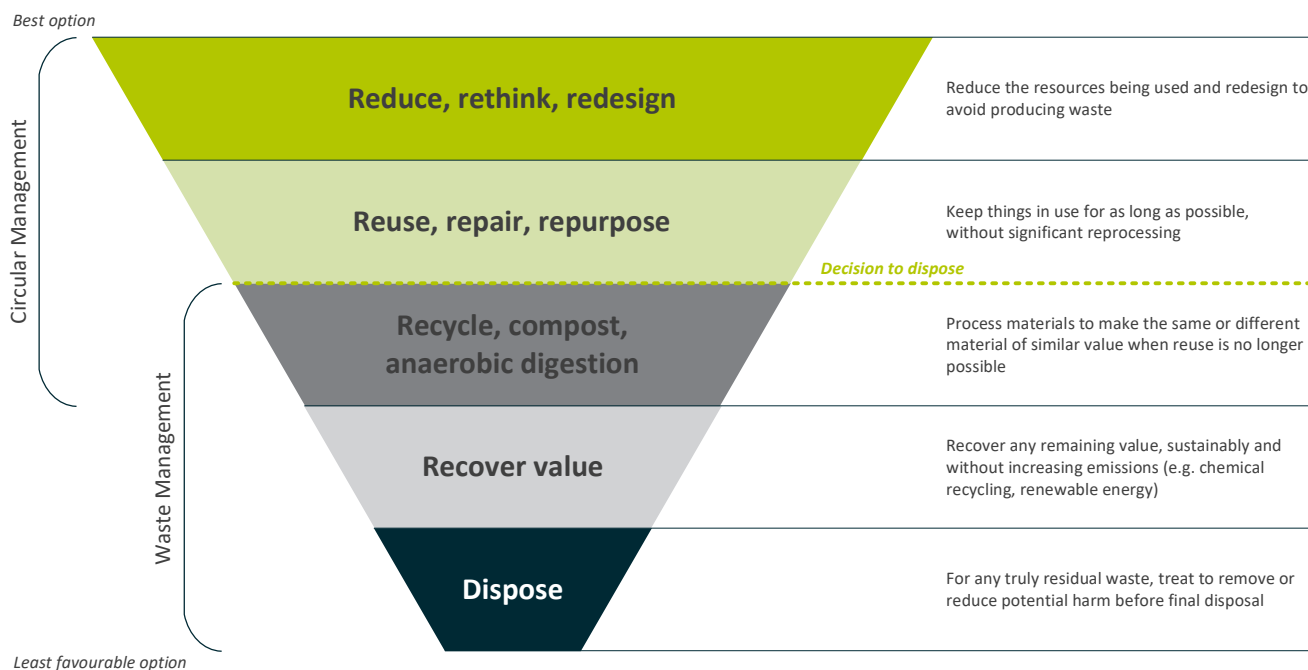 Best option
Circular Management
Reduce, rethink, redesign
Reduce the resources being used and redesign to
avoid producing waste
Reuse, repair, repurpose
Keep things in use for as long as possible,
without significant reprocessing
Decision to dispose
Waste Management
Recycle, compost,
anaerobic digestion
Process materials to make the same or different
material of similar value when reuse is no longer
possible
Recover value
Recover any remaining value, sustainably and
without increasing emissions (e.g. chemical
recycling, renewable energy)
Dispose
For any truly residual waste, treat to remove or
reduce potential harm before final disposal
Least favourable option